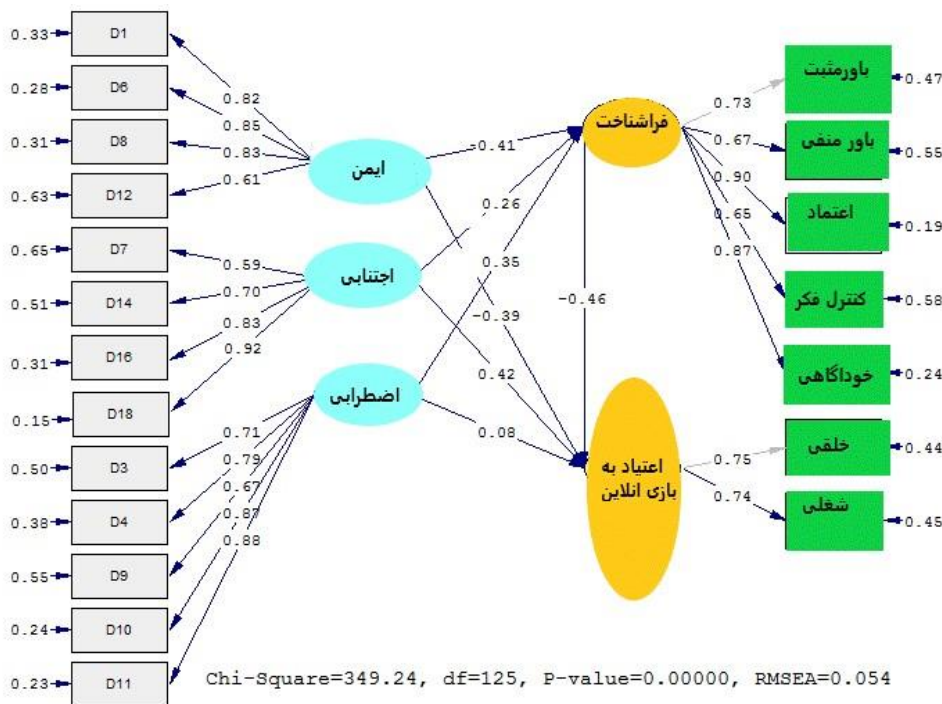 0.33
D1
0.28
D6
0.31
D8
0.63
D12
0.65
D7
0.51
D14
0.31
D16
0.15
D18
0.50
D3
0.38
D4
0.55
D9
0.24
D10
0.23
D11
0.82
0.85
0.83
0.61
0.59
0.70
0.83
0.92
0.71
0.79
0.67
0.87
0.88
ایمن
اجتنابی
اضطرابی
-0.41
0.26
0.35
-0.39
0.42
0.08
-0.46
فراشناخت
اعتیاد به
بازی انلاین
0.73
0.67
0.90
0.65
0.87
0.75
0.74
باورمثبت
0.47
باور منفی
0.55
اعتماد
0.19
کنترل فکر
0.58
خوداگاهی
0.24
خلقی
0.44
شغلی
0.45
Chi-Square=349.24, df=125, P-value=0.00000, RMSEA=0.054